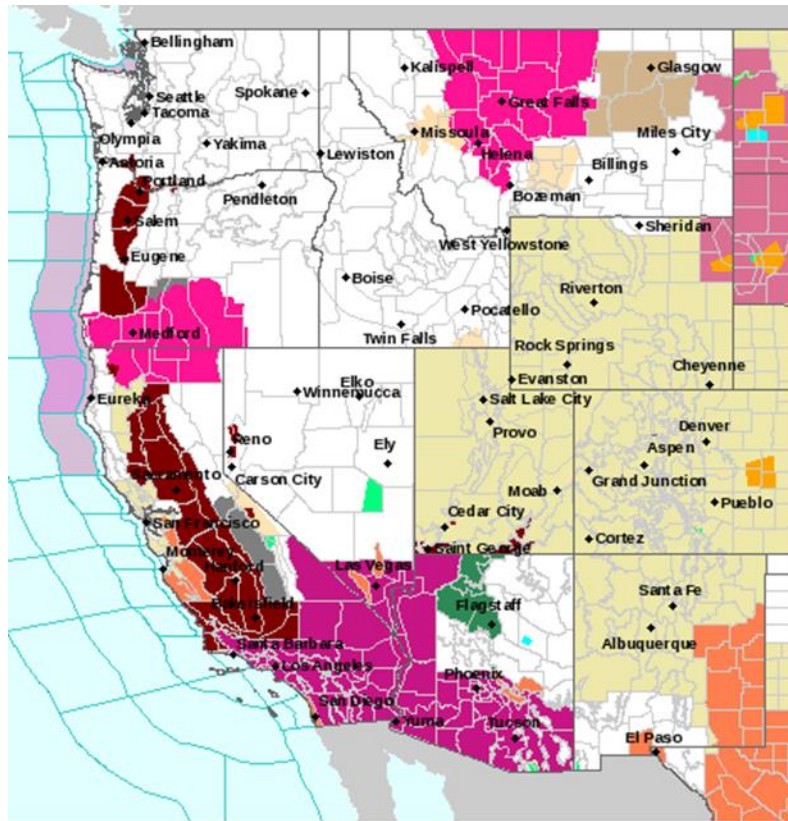 Bellingham
Kalispell
Glasgow
Seattle
Spokane
Great Falls
Tacoma
Missoula
Olympia
Yakima
Helena
Miles City
Astoria
Lewiston
Billings
Portland
Pendleton
Bozeman
Salem
West Yellowstone
Sheridan
Eugene
Boise
Riverton
Pocatello
Medford
Twin Falls
Rock Springs
Cheyenne
Elko
Evanston
Eureka
Winnemucca
Salt Lake City
Provo
Denver
Reno
Ely
Aspen
Sacramento
Carson City
Grand Junction
Moab
Pueblo
Cedar City
San Francisco
Cortez
Monterey
Saint George
Hanford
Las Vegas
Santa Fe
Bakersfield
Flagstaff
Albuquerque
Santa Barbara
Los Angeles
Phoenix
San Diego
Yuma
Tucson
El Paso